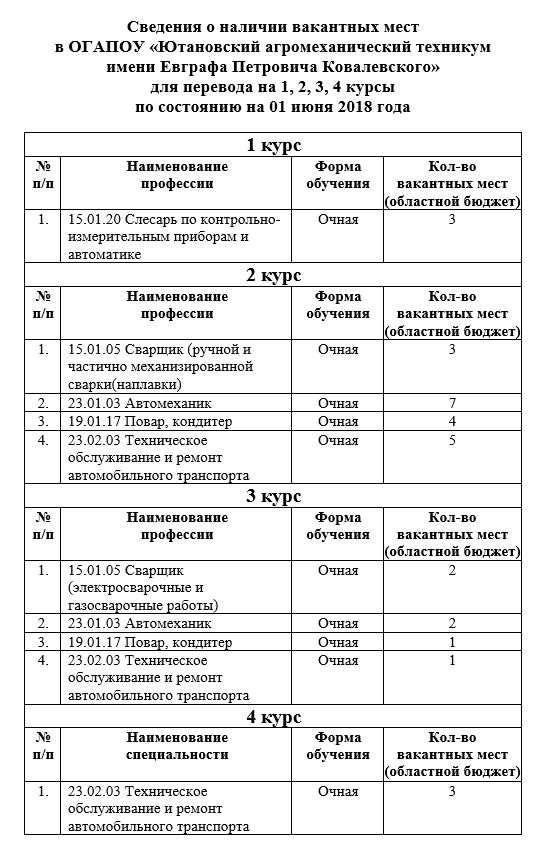 Сведения о наличии вакантных мест
в ОГАПОУ «Ютановский агромеханический техникум
имени Евграфа Петровича Ковалевского»
для перевода на 1, 2, 3, 4 курсы
по состоянию на 01 июня 2018 года
1 курс
№ п/п Наименование профессии Форма обучения Кол-во вакантных мест (областной бюджет)
1. 15.01.20 Слесарь по контрольно- Очная 3
измерительным приборам и
автоматике
2 курс
№ п/п Наименование профессии Форма обучения Кол-во вакантных мест (областной бюджет)
1. 15.01.05 Сварщик (ручной и Очная 3
частично механизированной
сварки(наплавки)
2. 23.01.03 Автомеханик Очная 7
3. 19.01.17 Повар, кондитер Очная 4
4. 23.02.03 Техническое Очная 5
обслуживание и ремонт
автомобильного транспорта
3 курс
№ п/п Наименование профессии Форма обучения Кол-во вакантных мест (областной бюджет)
1. 15.01.05 Сварщик Очная 2
(электросварочные и
газосварочные работы)
2. 23.01.03 Автомеханик Очная 2
3. 19.01.17 Повар, кондитер Очная 1
4. 23.02.03 Техническое Очная 1
обслуживание и ремонт
автомобильного транспорта
4 курс
№ п/п Наименование специальности Форма обучения Кол-во вакантных мест (областной бюджет)
1. 23.02.03 Техническое Очная 3
обслуживание и ремонт
автомобильного транспорта